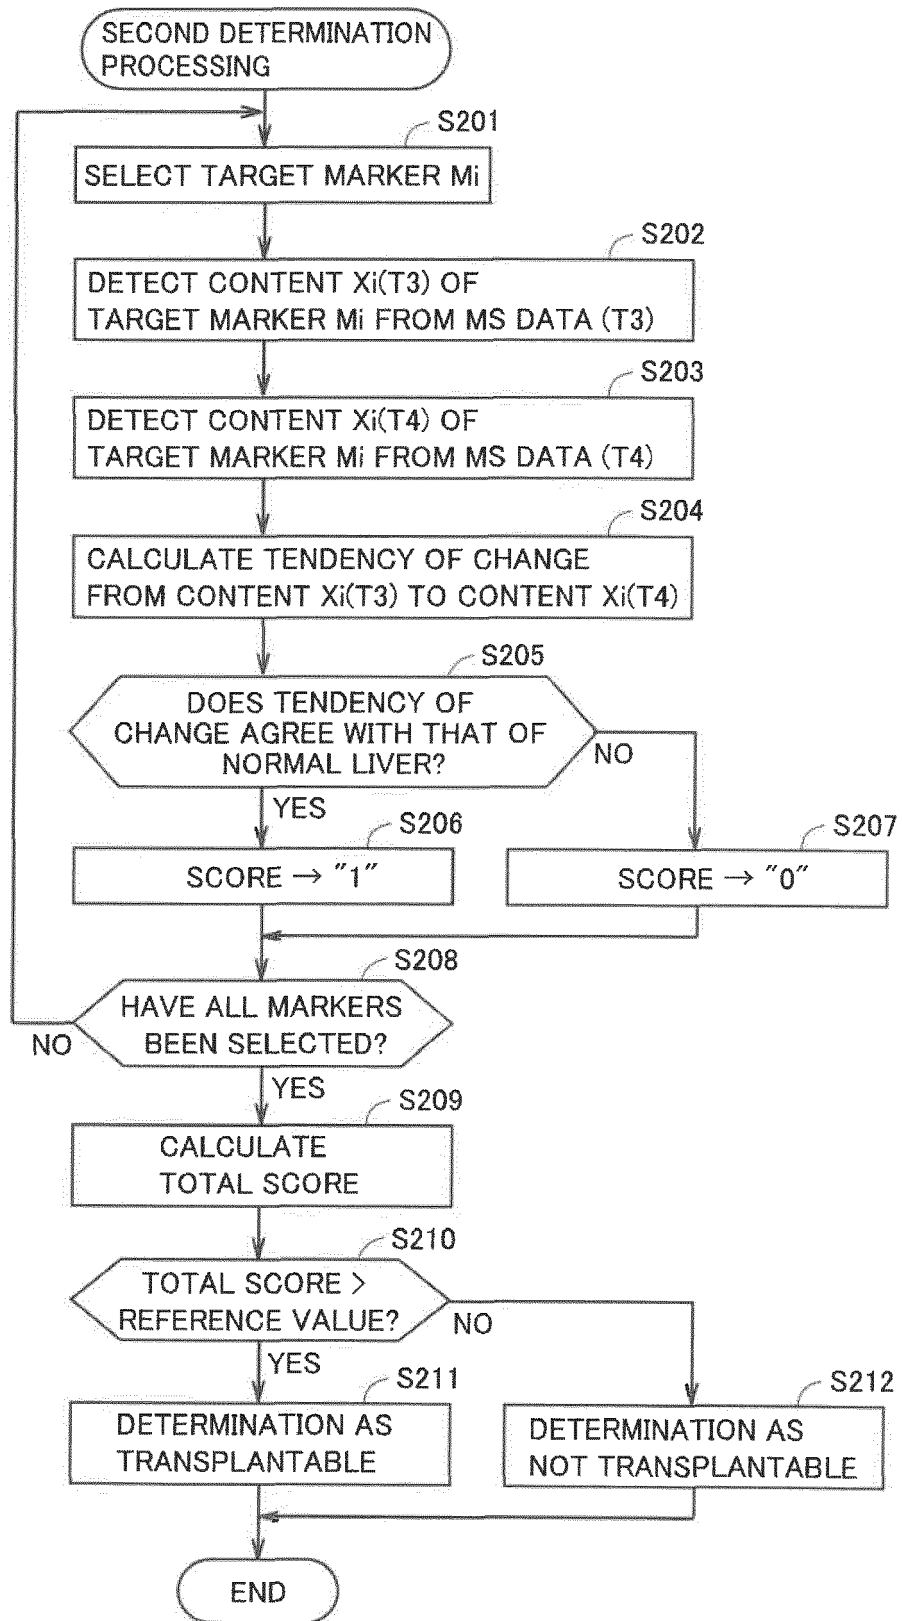 SECOND DETERMINATION
PROCESSING
S201
SELECT TARGET MARKER Mi
S202
DETECT CONTENT Xi(T3) OF
TARGET MARKER Mi FROM MS DATA (T3)
S203
DETECT CONTENT Xi(T4) OF
TARGET MARKER Mi FROM MS DATA (T4)
S204
CALCULATE TENDENCY OF CHANGE
FROM CONTENT Xi(T3) TO CONTENT Xi(T4)
S205
DOES TENDENCY OF
CHANGE AGREE WITH THAT OF
NORMAL LIVER?
NO
YES
S206
SCORE → "1"
S207
SCORE → "0"
S208
HAVE ALL MARKERS
BEEN SELECTED?
NO
YES
S209
CALCULATE
TOTAL SCORE
S210
TOTAL SCORE >
REFERENCE VALUE?
NO
YES
S211
DETERMINATION AS
TRANSPLANTABLE
S212
DETERMINATION AS
NOT TRANSPLANTABLE
END